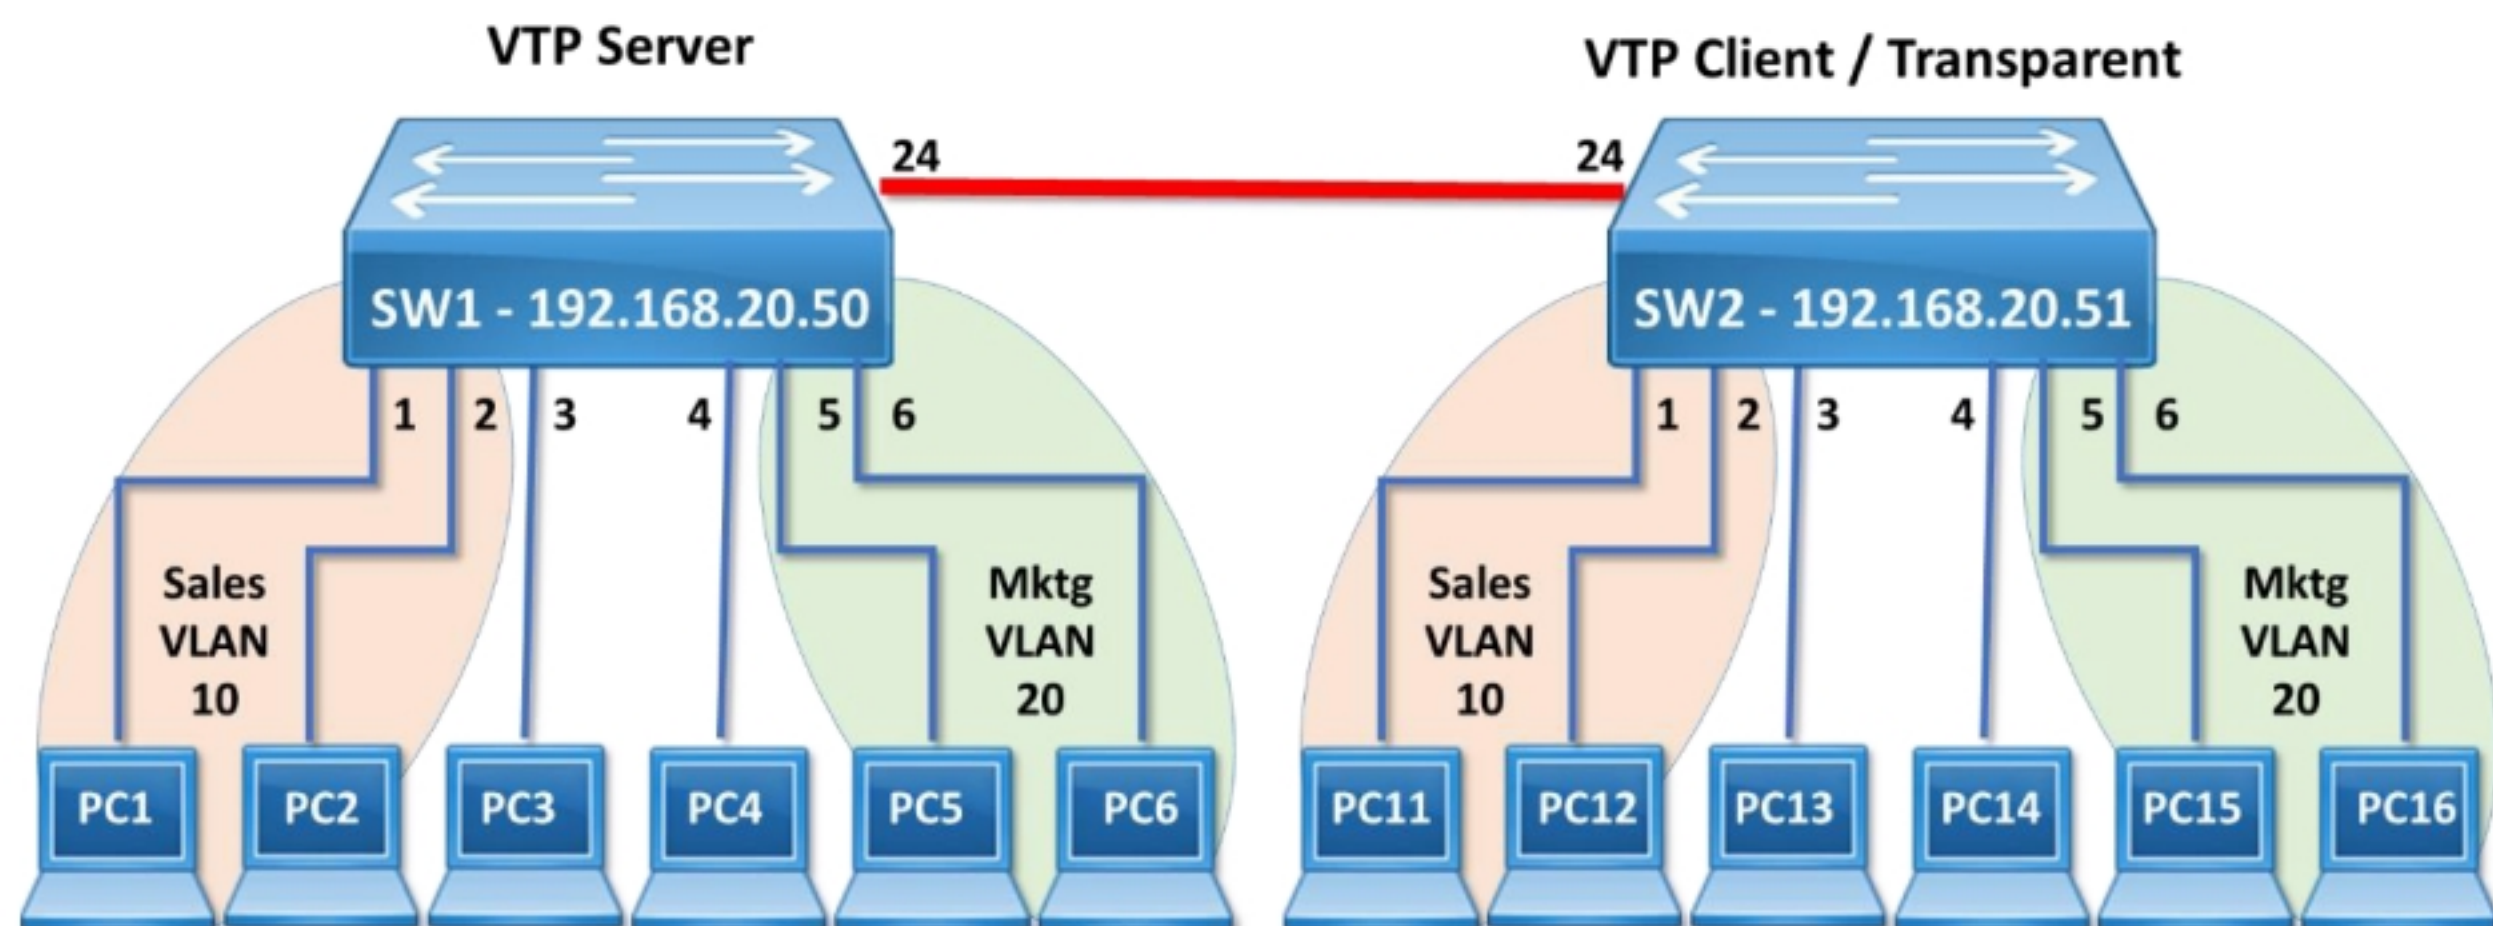 VTP Server
VTP Client / Transparent
24
24
SW1 - 192.168.20.50
SW2 - 192.168.20.51
1 2 3 4 5 6
1 2 3 4 5 6
Sales
VLAN
10
Mktg
VLAN
20
Sales
VLAN
10
Mktg
VLAN
20
PC1 PC2 PC3 PC4 PC5 PC6
PC11 PC12 PC13 PC14 PC15 PC16